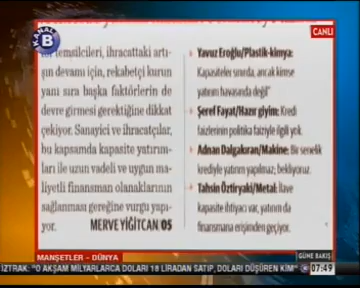 KANAL
B
CANLI
temsilcileri, ihracattaki artı-
şın devamı için, rekabetçi kurun
yanı sıra başka faktörlerin de
devre girmesi gerektiğine dikkat
çekiyor. Sanayici ve ihracatçılar,
bu kapsamda kapasite yatırım-
ları ile uzun vadeli ve uygun ma-
liyetli finansman olanaklarının
sağlanması gereğine vurgu yapı-
yor. MERVE YİĞİTCAN/05
Yavuz Eroğlu/Plastik-kimya:
Kapasiteler sınırda, ancak kimse
yatırım havasında değil"
Şeref Fayat/Hazır giyim: Kredi
faizlerinin politika faiziyle ilgili yok.
Adnan Dalgakıran/Makine: Bir senelik
krediyle yatırım yapılmaz; bekliyoruz.
Tahsin Öztiryaki/Metal: İlave
kapasite ihtiyacı var, yatırım da
finansmana erişimden geçiyor.
MANŞETLER - DÜNYA
GÜNE BAKIŞ
IZTRAK: "O AKŞAM MİLYARLARCA DOLARI 18 LİRADAN SATIP, DOLARI DÜŞÜREN KİM"
07:49